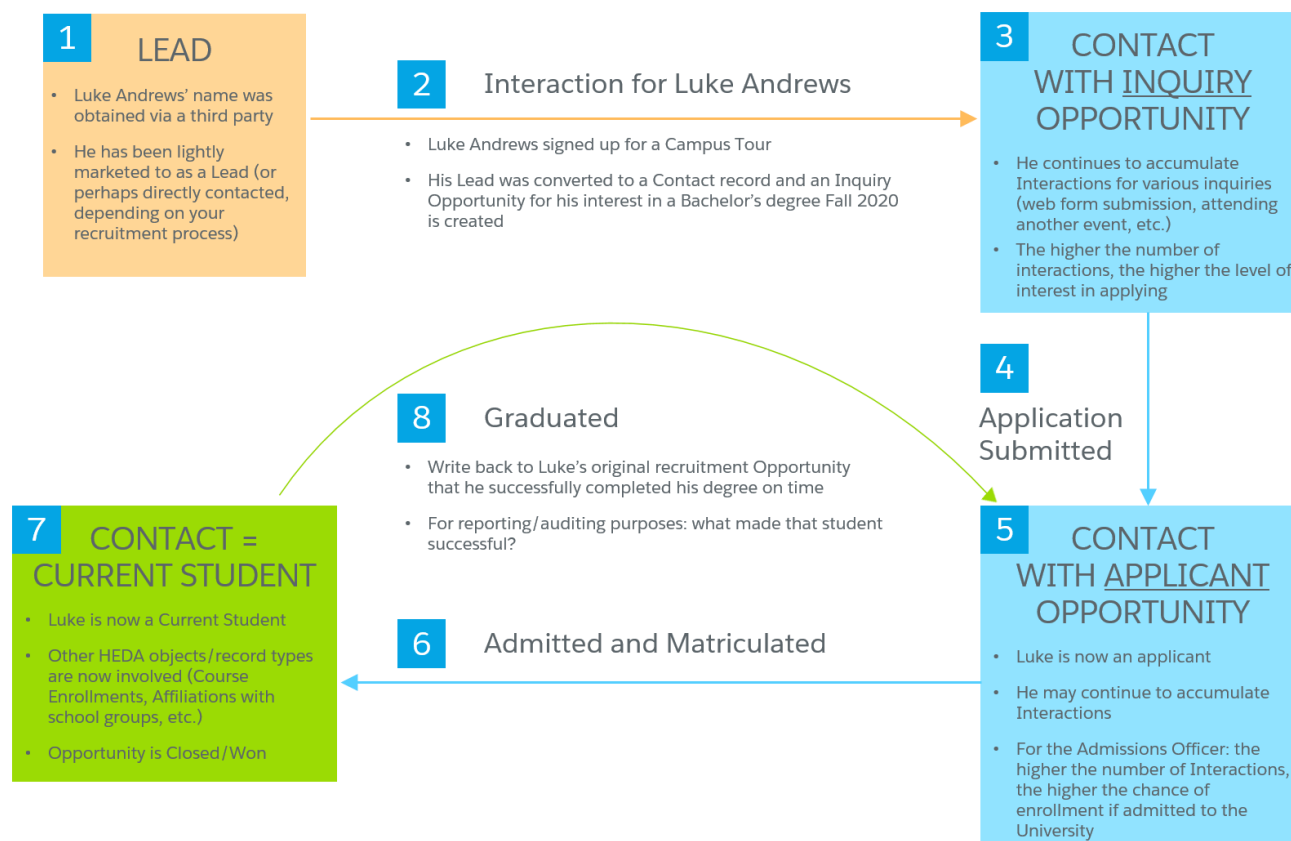 1
LEAD
• Luke Andrews’ name was
obtained via a third party
• He has been lightly
marketed to as a Lead (or
perhaps directly contacted,
depending on your
recruitment process)
2
Interaction for Luke Andrews
• Luke Andrews signed up for a Campus Tour
• His Lead was converted to a Contact record and an Inquiry
Opportunity for his interest in a Bachelor’s degree Fall 2020
is created
3
CONTACT
WITH INQUIRY
OPPORTUNITY
• He continues to accumulate
Interactions for various inquiries
(web form submission, attending
another event, etc.)
• The higher the number of
interactions, the higher the level of
interest in applying
4
Application
Submitted
5
CONTACT
WITH APPLICANT
OPPORTUNITY
• Luke is now an applicant
• He may continue to accumulate
Interactions
• For the Admissions Officer: the
higher the number of Interactions,
the higher the chance of
enrollment if admitted to the
University
6
Admitted and Matriculated
7
CONTACT =
CURRENT STUDENT
• Luke is now a Current Student
• Other HEDA objects/record types
are now involved (Course
Enrollments, Affiliations with
school groups, etc.)
• Opportunity is Closed/Won
8
Graduated
• Write back to Luke’s original recruitment Opportunity
that he successfully completed his degree on time
• For reporting/auditing purposes: what made that student
successful?